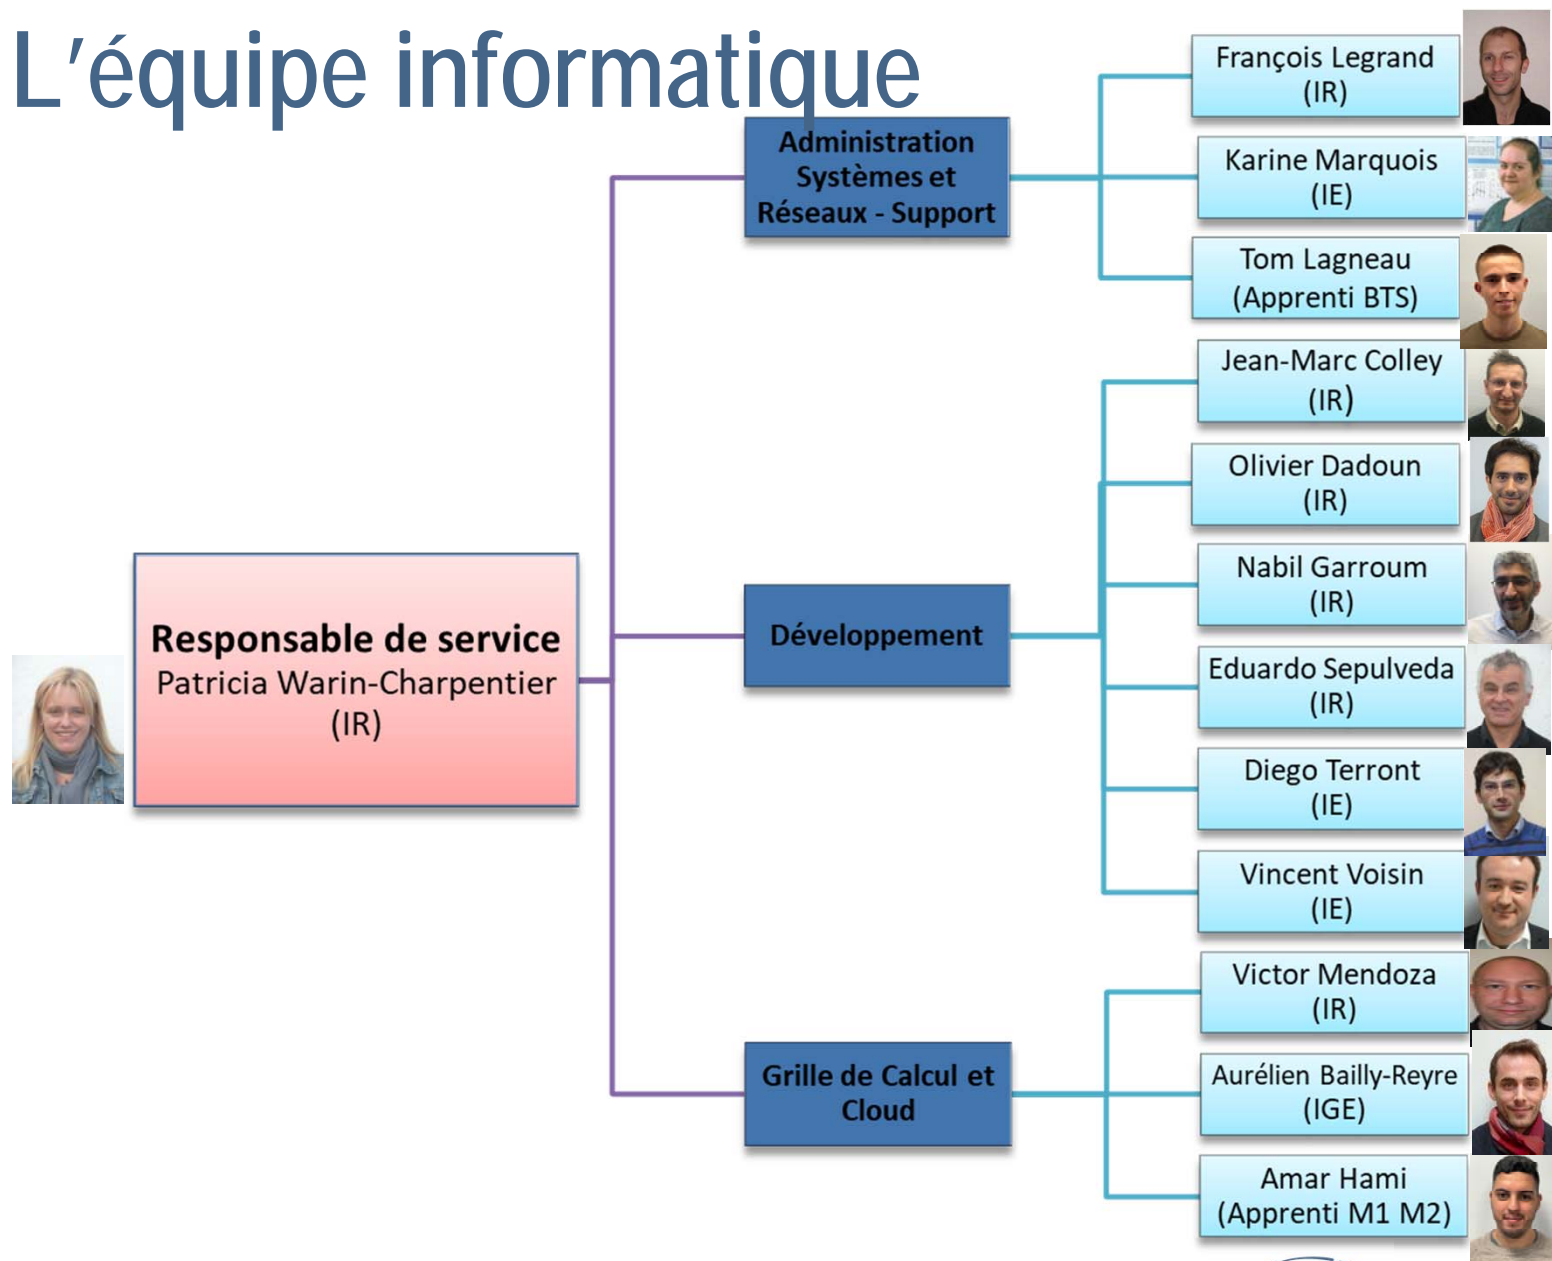 L'équipe informatique
Responsable de service
Patricia Warin-Charpentier
(IR)
Administration
Systèmes et
Réseaux - Support
François Legrand
(IR)
Karine Marquois
(IE)
Tom Lagneau
(Apprenti BTS)
Développement
Jean-Marc Colley
(IR)
Olivier Dadoun
(IR)
Nabil Garroum
(IR)
Eduardo Sepulveda
(IR)
Diego Terront
(IE)
Vincent Voisin
(IE)
Grille de Calcul et
Cloud
Victor Mendoza
(IR)
Aurélien Bailly-Reyre
(IGE)
Amar Hami
(Apprenti M1 M2)